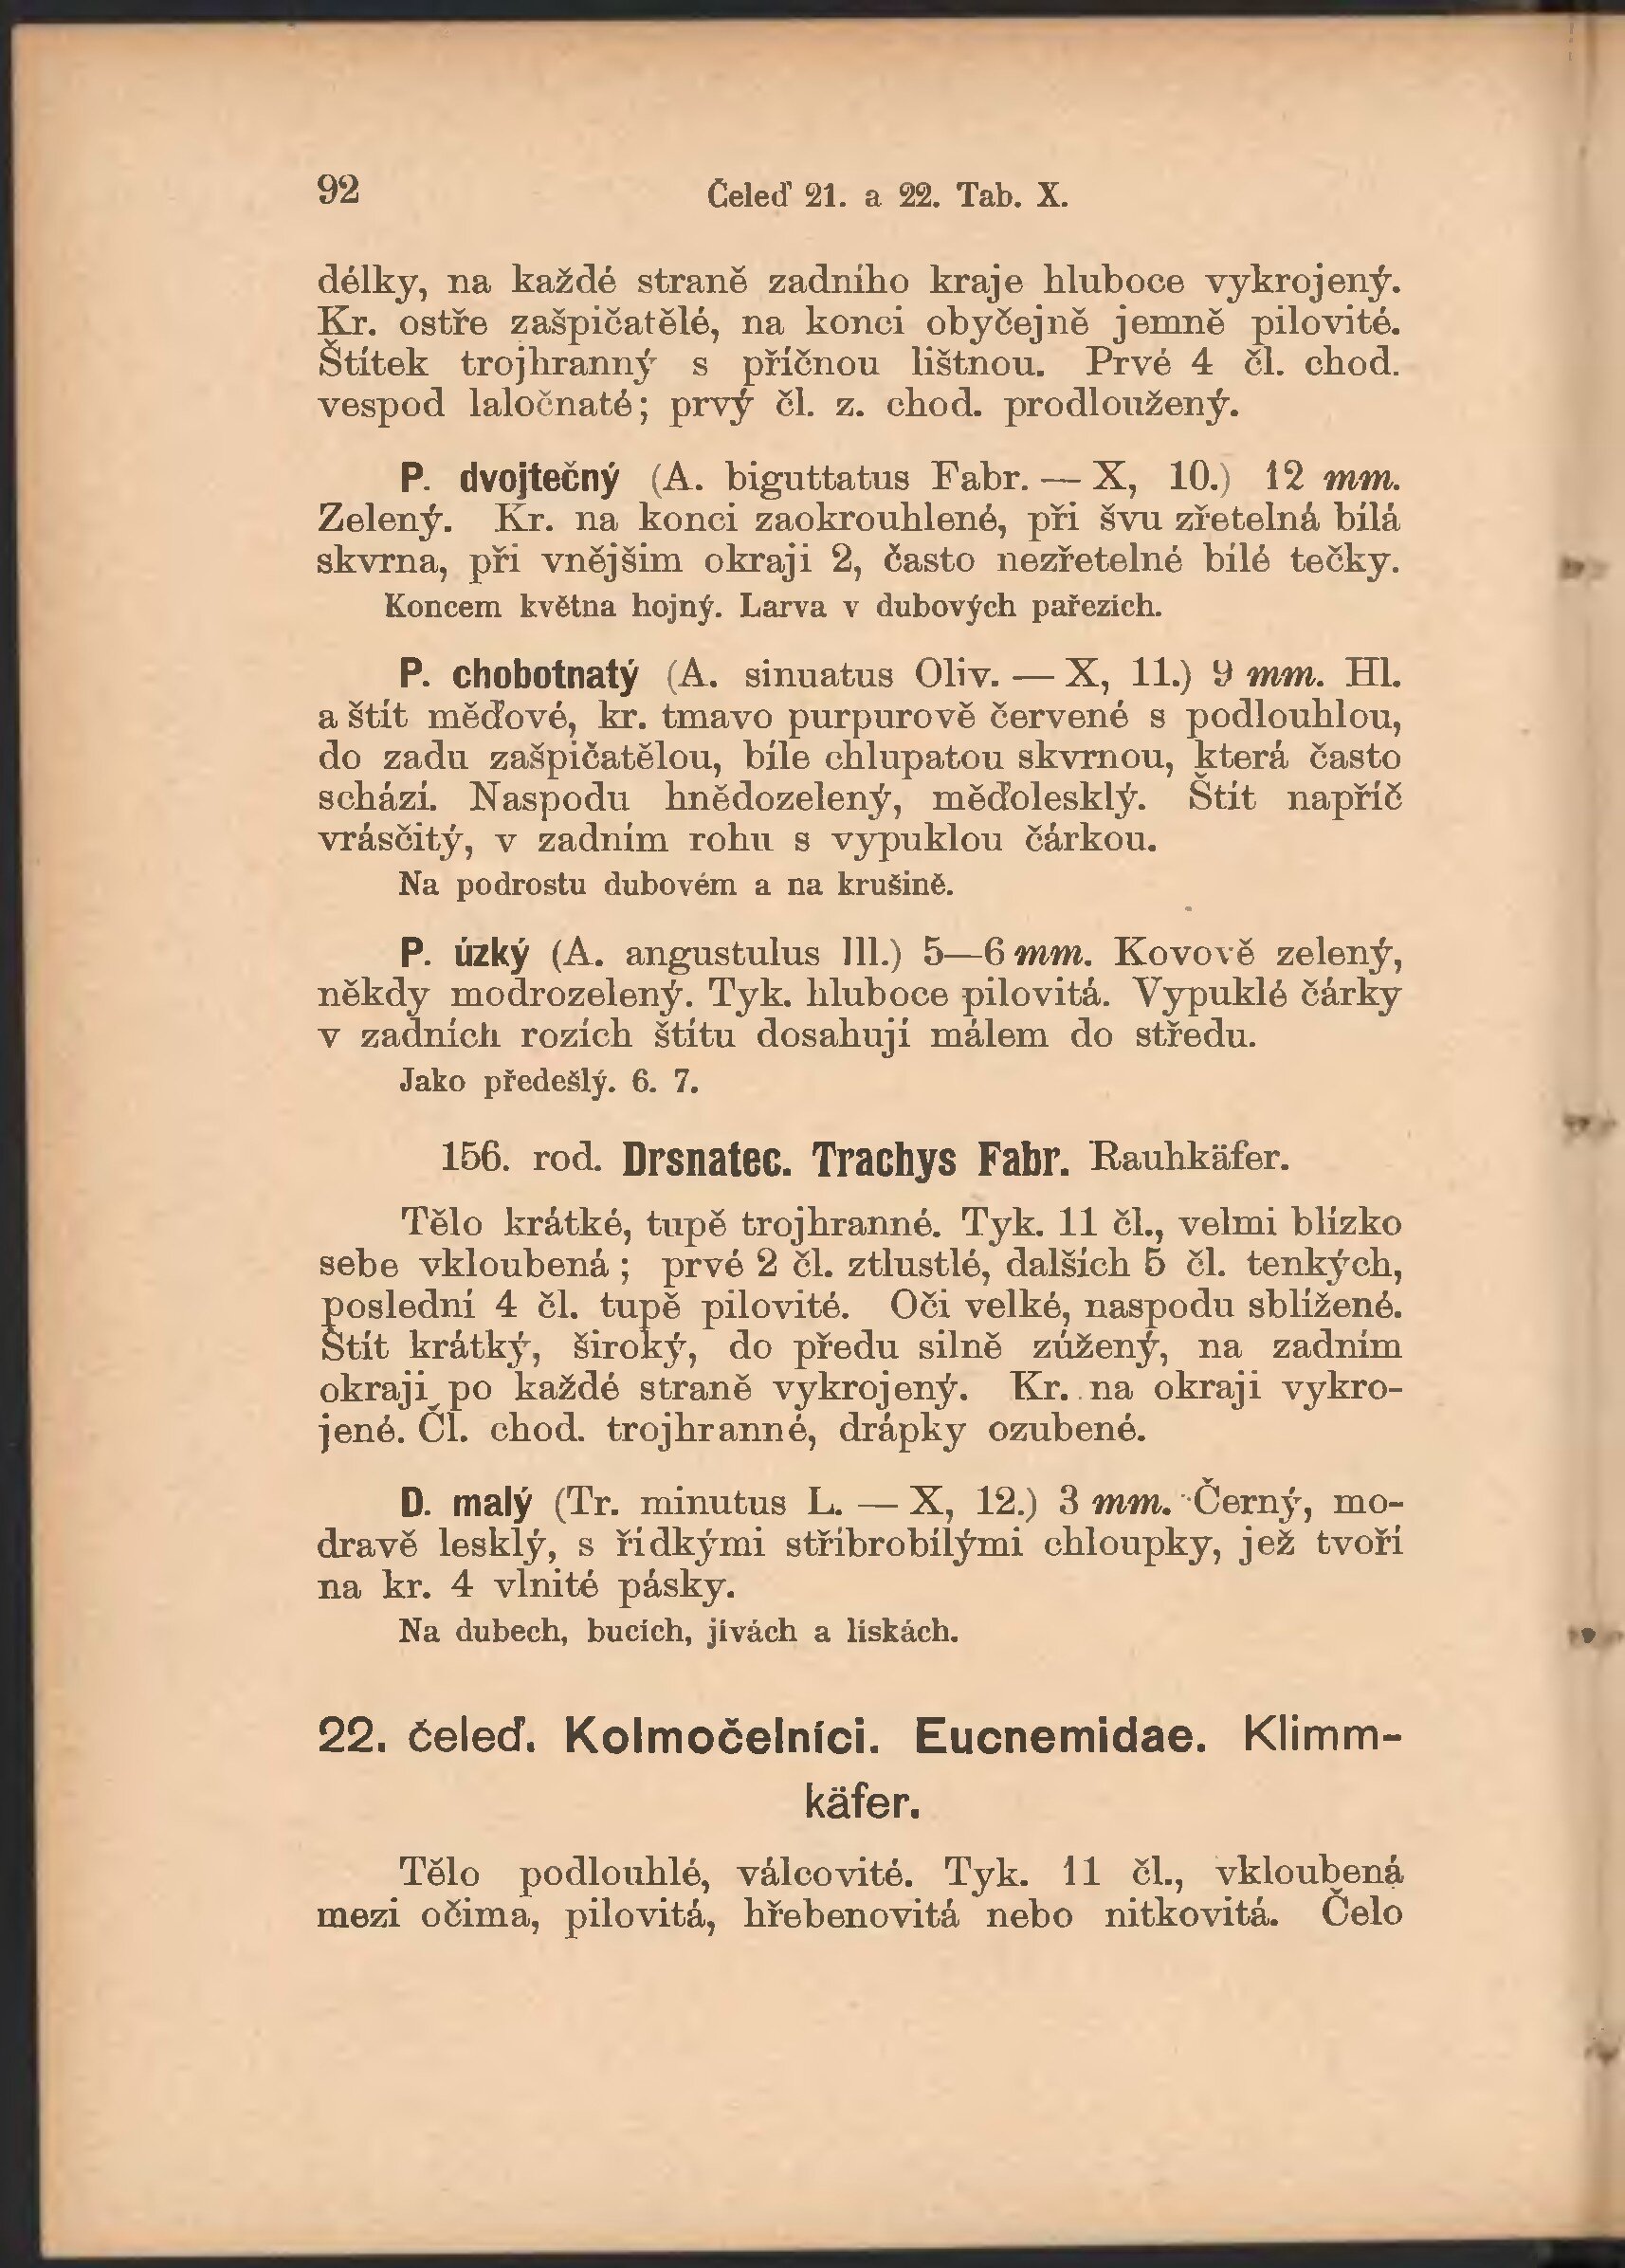 92
Čeleď 21. a 22. Tab. X.
délky, na každé straně zadního kraje hluboce vykrojený.
Kr. ostře zašpičatělé, na konci obyčejně jemně pilovité.
Štítek trojhranný s příčnou lištnou. Prvé 4 čl. chod.
vespod laločnaté; prvý čl. z. chod. prodloužený.
P. dvojtečný (A. biguttatus Fabr. — X, 10.) 12 mm.
Zelený. Kr. na konci zaokrouhlené, při švu zřetelná bílá
skvrna, při vnějším okraji 2, často nezřetelné bílé tečky.
Koncem května hojný. Larva v dubových pařezích.
P. chobotnatý (A. sinuatus Oliv. — X, 11.) 9 mm. Hl.
a štít měďové, kr. tmavo purpurově červené s podlouhlou,
do zadu zašpičatělou, bíle chlupatou skvrnou, která často
schází. Naspodu hnědozelený, měďolesklý. Štít napříč
vrásčitý, v zadním rohu s vypuklou čárkou.
Na podrostu dubovém a na krušině.
P. úzký (A. angustulus Ill.) 5—6 mm. Kovově zelený,
někdy modrozelený. Tyk. hluboce pilovitá. Vypuklé čárky
v zadních rozích štítu dosahují málem do středu.
Jako předešlý. 6. 7.
156. rod. Drsnatec. Trachys Fabr. Rauhkäfer.
Tělo krátké, tupě trojhranné. Tyk. 11 čl., velmi blízko
sebe vkloubená ; prvé 2 čl. ztlustlé, dalších 5 čl. tenkých,
poslední 4 čl. tupě pilovité. Oči velké, naspodu sblížené.
Štít krátký, široký, do předu silně zúžený, na zadním
okraji po každé straně vykrojený. Kr. na okraji vykro-
jené. Čl. chod. trojhranné, drápky ozubené.
D. malý (Tr. minutus L. — X, 12.) 3 mm. Černý, mo-
dravě lesklý, s řídkými stříbrobílými chloupky, jež tvoří
na kr. 4 vlnité pásky.
Na dubech, bucích, jívách a lískách.
22. čeleď. Kolmočelníci. Eucnemidae. Klimm-
käfer.
Tělo podlouhlé, válcovité. Tyk. 11 čl., vkloubená
mezi očima, pilovitá, hřebenovitá nebo nitkovitá. Čelo